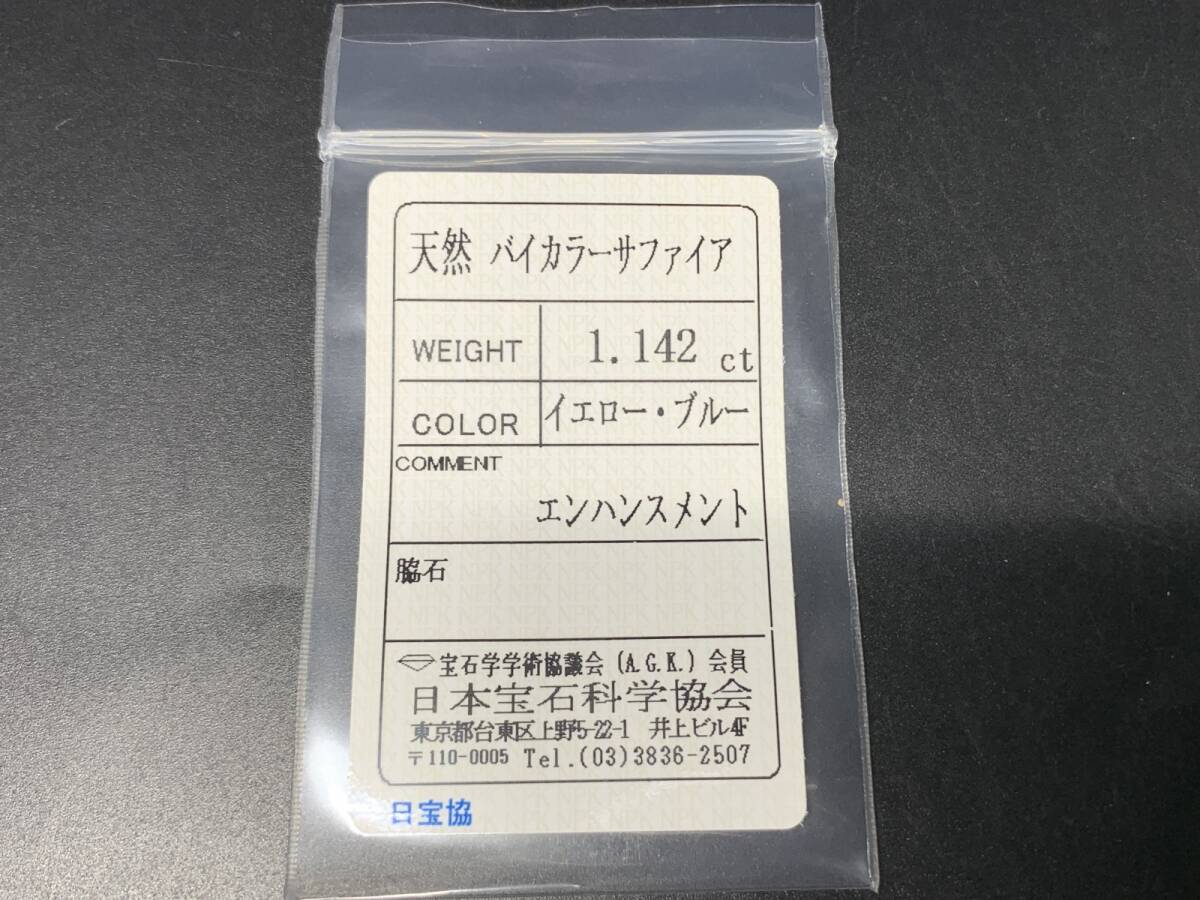 天然 バイカラーサファイア
WEIGHT 1.142 ct
COLOR イエロー・ブルー
COMMENT
エンハンスメント
脇石
宝石学学術協議会 (A.G.K.) 会員
日本宝石科学協会
東京都台東区上野5-22-1 井上ビル4F
〒110-0005 Tel.(03)3836-2507
日宝協